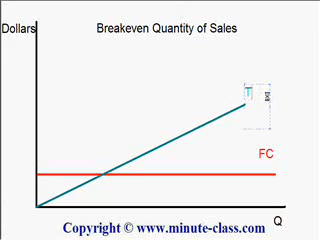 Dollars
Breakeven Quantity of Sales
T
FC
Q
Copyright © www.minute-class.com